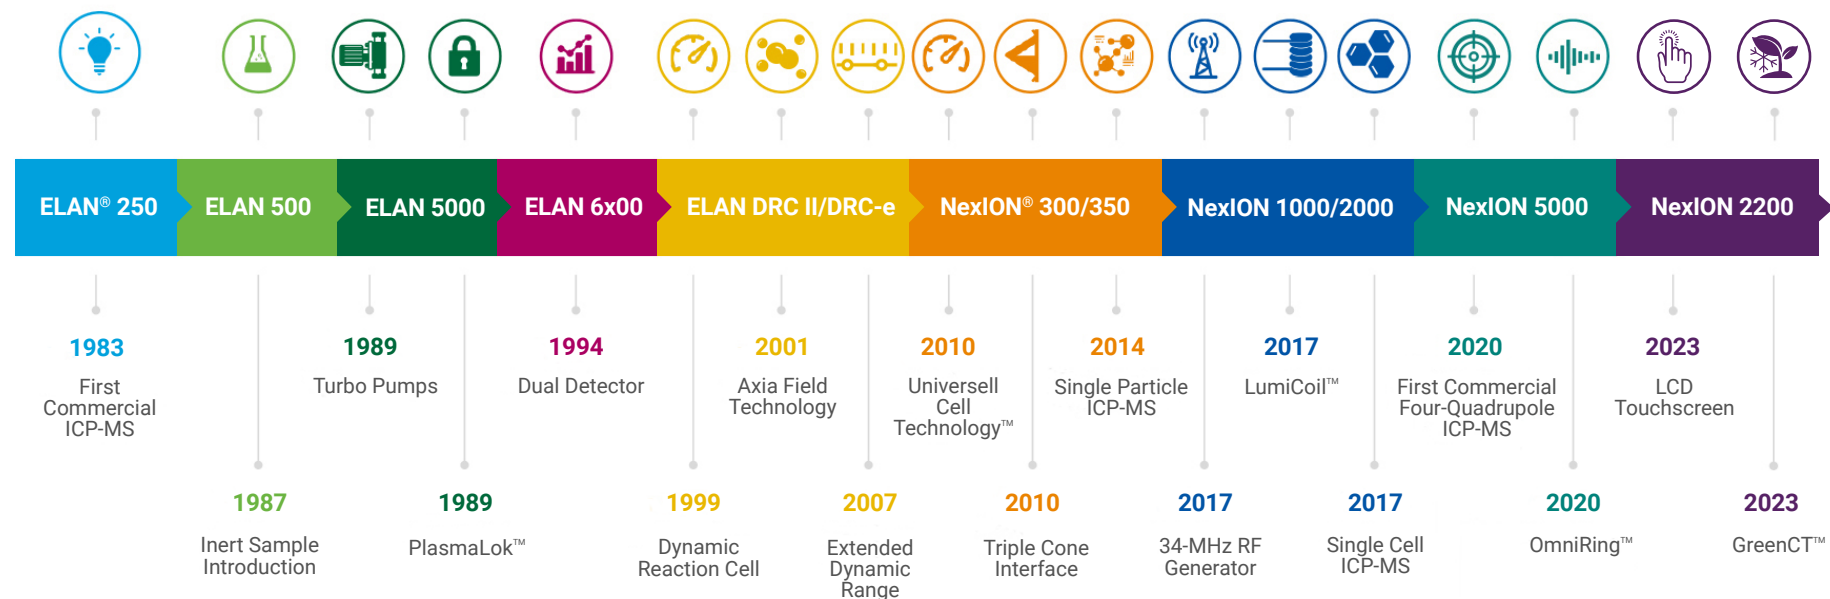 ELAN® 250
ELAN 500
ELAN 5000
ELAN 6x00
ELAN DRC II/DRC-e
NexION® 300/350
NexION 1000/2000
NexION 5000
NexION 2200
1983
First
Commercial
ICP-MS
1989
Turbo Pumps
1994
Dual Detector
2001
Axia Field
Technology
2010
Universell
Cell
Technology™
2014
Single Particle
ICP-MS
2017
LumiCoil™
2020
First Commercial
Four-Quadrupole
ICP-MS
2023
LCD
Touchscreen
1987
Inert Sample
Introduction
1989
PlasmaLok™
1999
Dynamic
Reaction Cell
2007
Extended
Dynamic
Range
2010
Triple Cone
Interface
2017
34-MHz RF
Generator
2017
Single Cell
ICP-MS
2020
OmniRing™
2023
GreenCT™